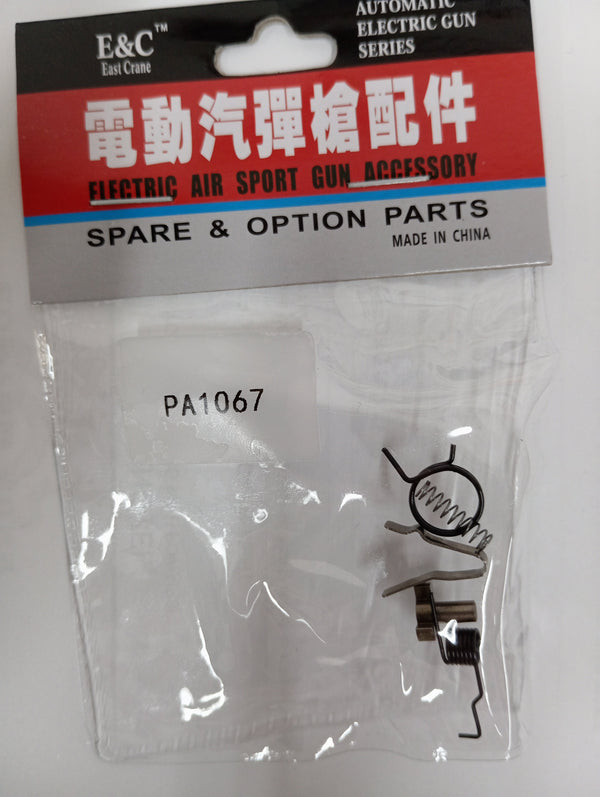 E&C™
East Crane
AUTOMATIC
ELECTRIC GUN
SERIES
電動汽彈槍配件
ELECTRIC AIR SPORT GUN ACCESSORY
SPARE & OPTION PARTS
MADE IN CHINA
PA1067